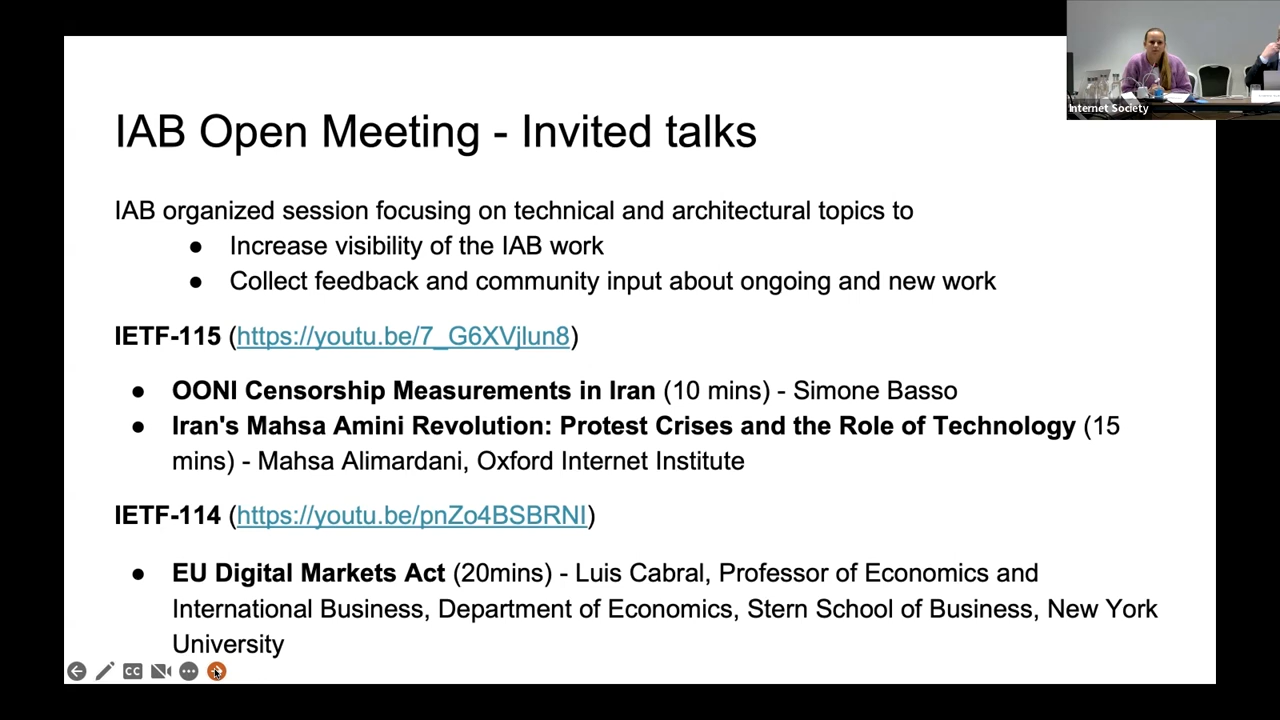 IAB Open Meeting - Invited talks
Internet Society
IAB organized session focusing on technical and architectural topics to
● Increase visibility of the IAB work
● Collect feedback and community input about ongoing and new work
IETF-115 (https://youtu.be/7_G6XVjlun8)
● OONI Censorship Measurements in Iran (10 mins) - Simone Basso
● Iran's Mahsa Amini Revolution: Protest Crises and the Role of Technology (15
mins) - Mahsa Alimardani, Oxford Internet Institute
IETF-114 (https://youtu.be/pnZo4BSBRNI)
● EU Digital Markets Act (20mins) - Luis Cabral, Professor of Economics and
International Business, Department of Economics, Stern School of Business, New York
University
CC